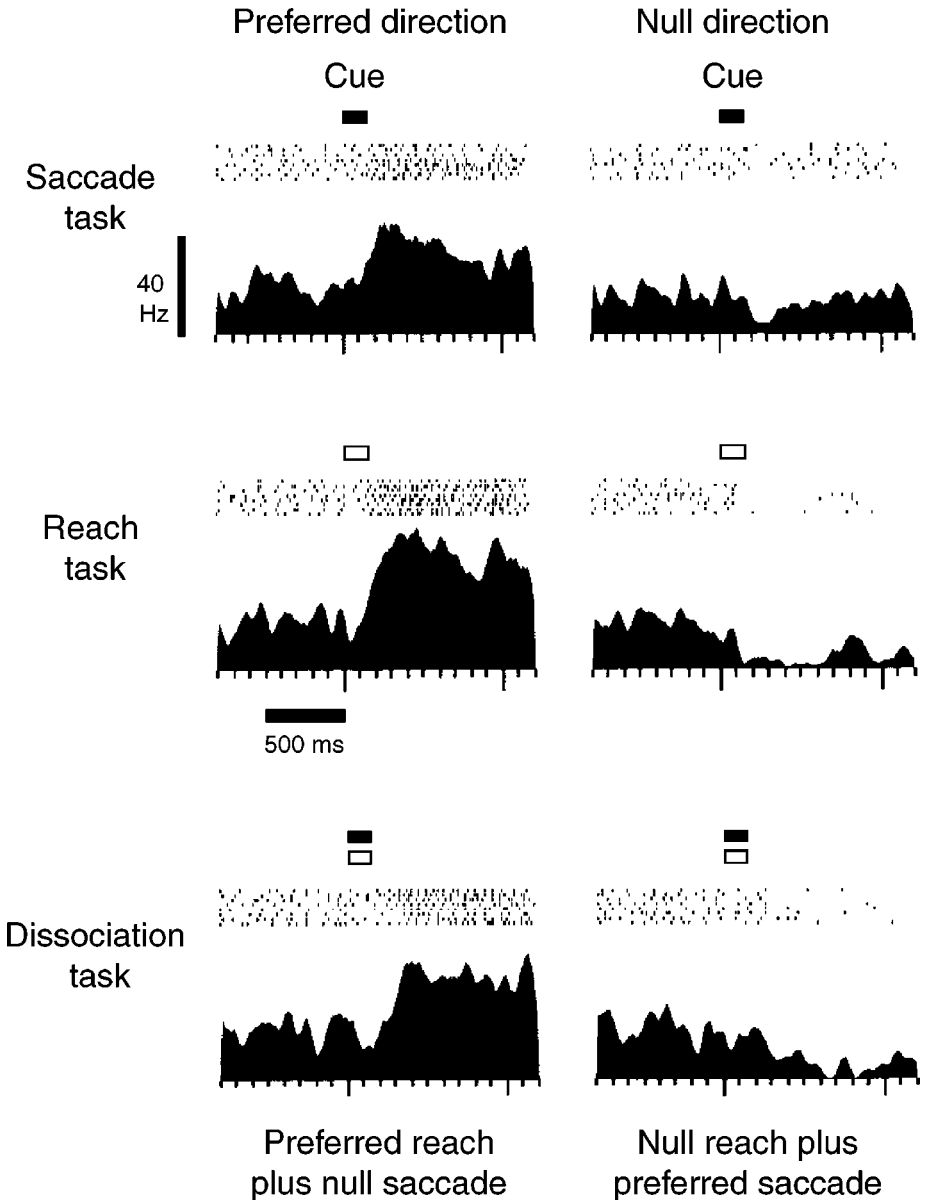 Preferred direction
Null direction
Cue
Cue
Saccade
task
40
Hz
Reach
task
500 ms
Dissociation
task
Preferred reach
plus null saccade
Null reach plus
preferred saccade